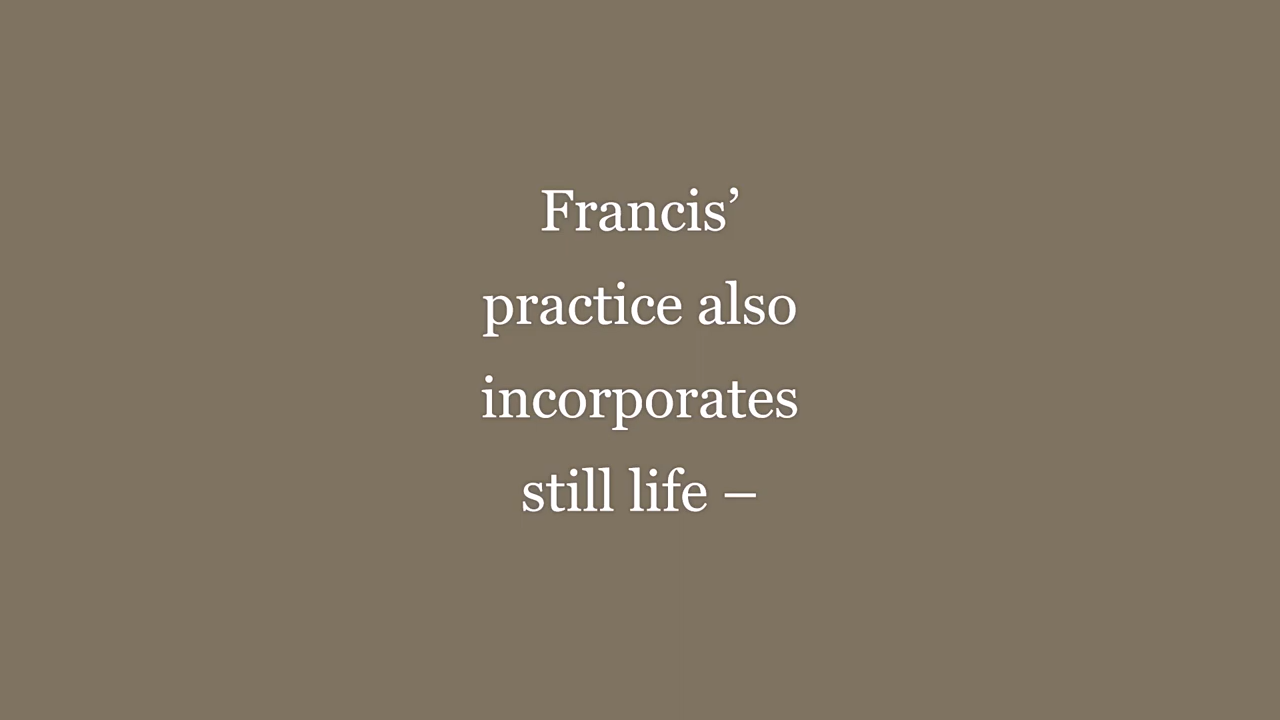 Francis’
practice also
incorporates
still life –